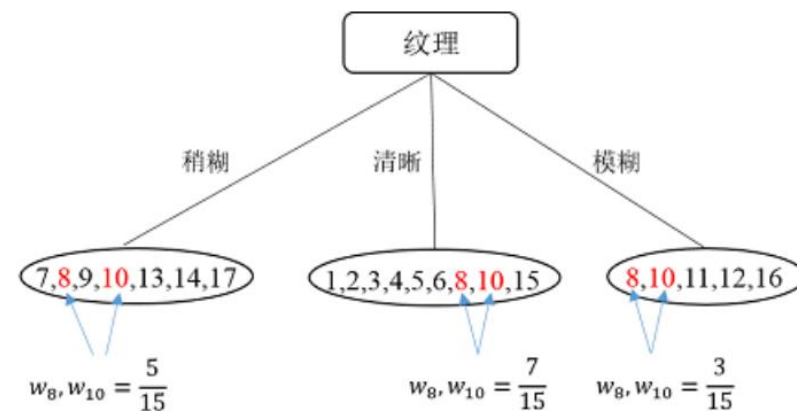 纹理
稍糊
清晰
模糊
7,8,9,10,13,14,17
1,2,3,4,5,6,8,10,15
8,10,11,12,16
w₈, w₁₀ = 5/15
w₈, w₁₀ = 7/15
w₈, w₁₀ = 3/15